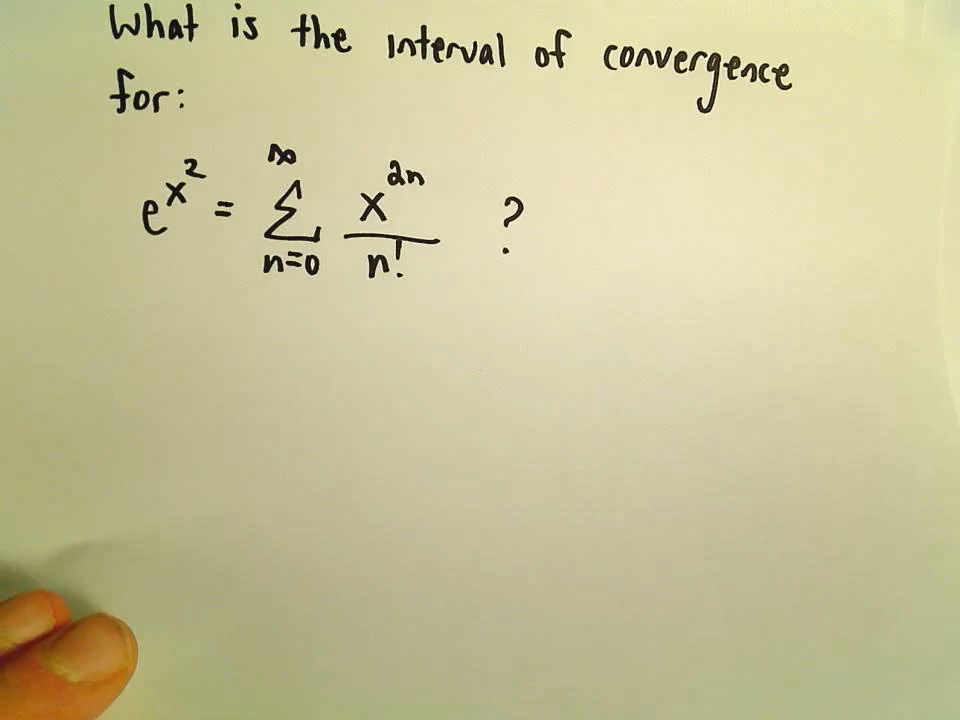 What is the interval of convergence
for:
e^{x^2} = \sum_{n=0}^{\infty} \frac{x^{2n}}{n!} ?